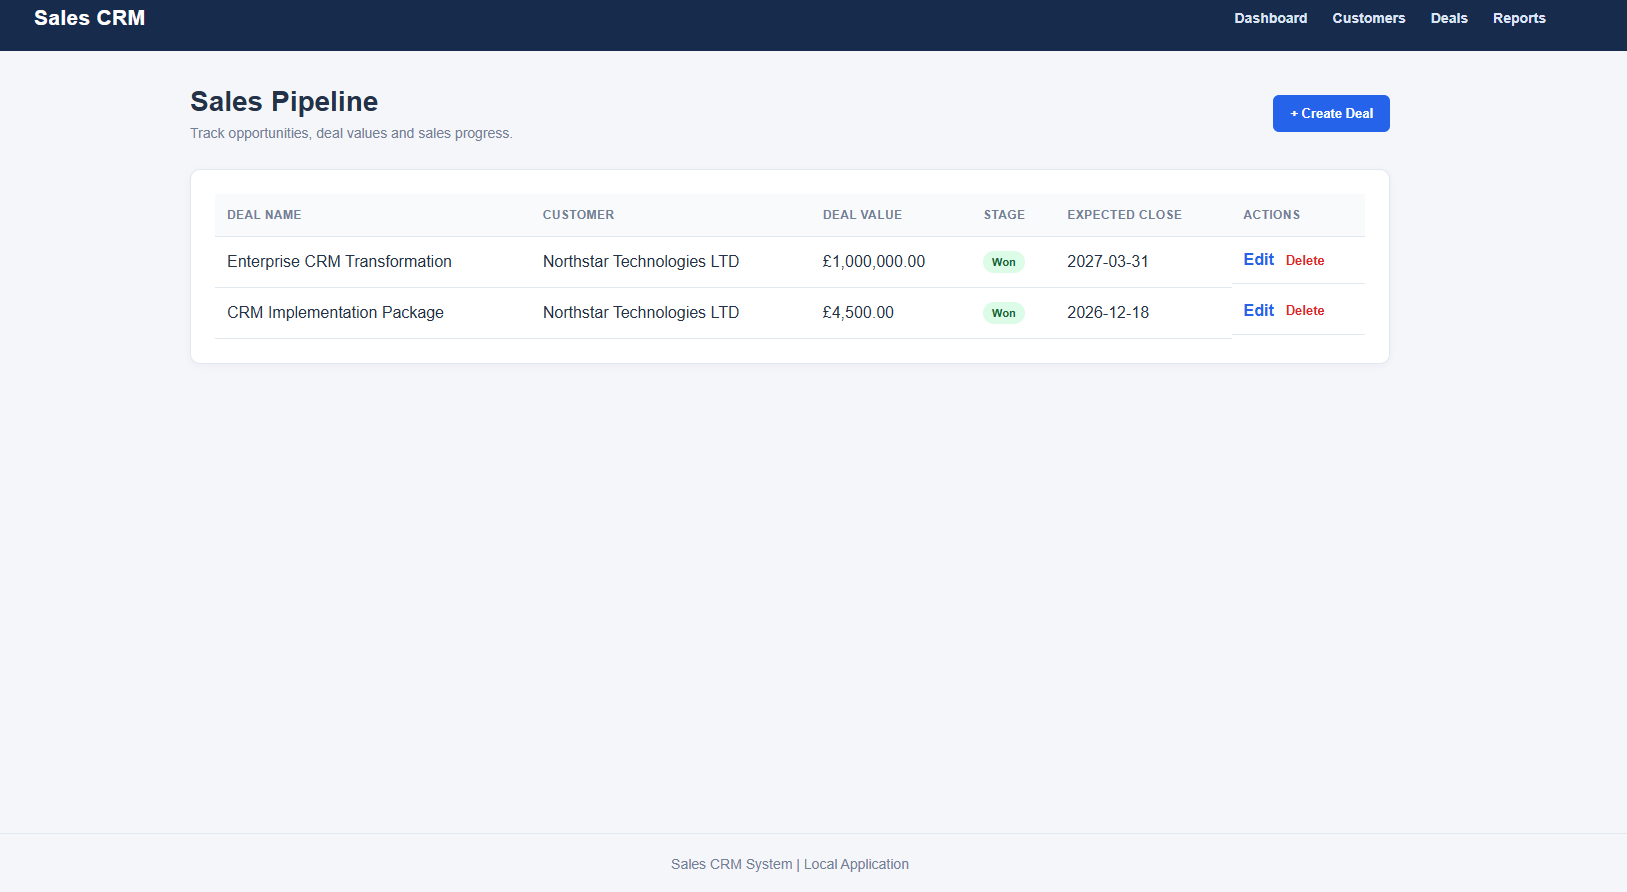 Sales CRM
Dashboard Customers Deals Reports
Sales Pipeline
Track opportunities, deal values and sales progress.
+ Create Deal
DEAL NAME CUSTOMER DEAL VALUE STAGE EXPECTED CLOSE ACTIONS
Enterprise CRM Transformation Northstar Technologies LTD £1,000,000.00 Won 2027-03-31 Edit Delete
CRM Implementation Package Northstar Technologies LTD £4,500.00 Won 2026-12-18 Edit Delete
Sales CRM System | Local Application